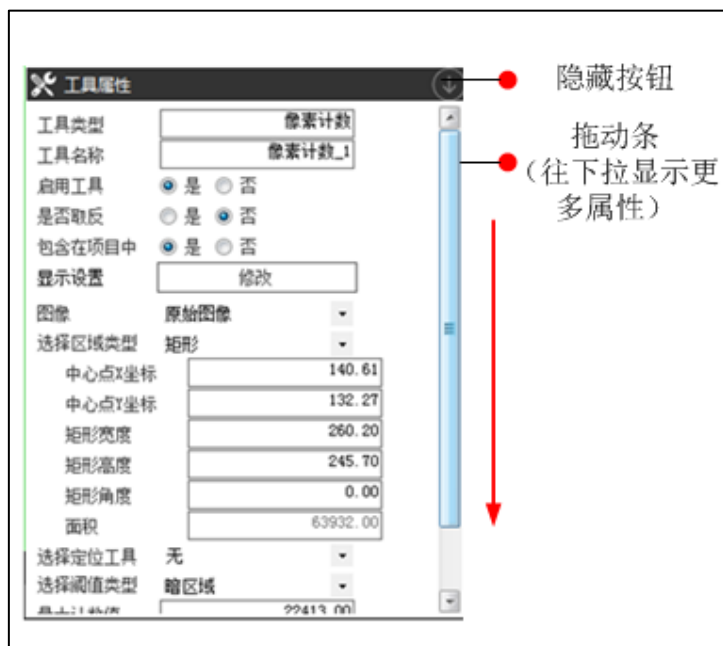 工具属性
隐藏按钮
工具类型 像素计数
工具名称 像素计数_1
拖动条
(往下拉显示更
多属性)
启用工具 是 否
是否取反 是 否
包含在项目中 是 否
显示设置 修改
图像 原始图像
选择区域类型 矩形
中心点X坐标 140.61
中心点Y坐标 132.27
矩形宽度 260.20
矩形高度 245.70
矩形角度 0.00
面积 63932.00
选择定位工具 无
选择阈值类型 暗区域
22413.00